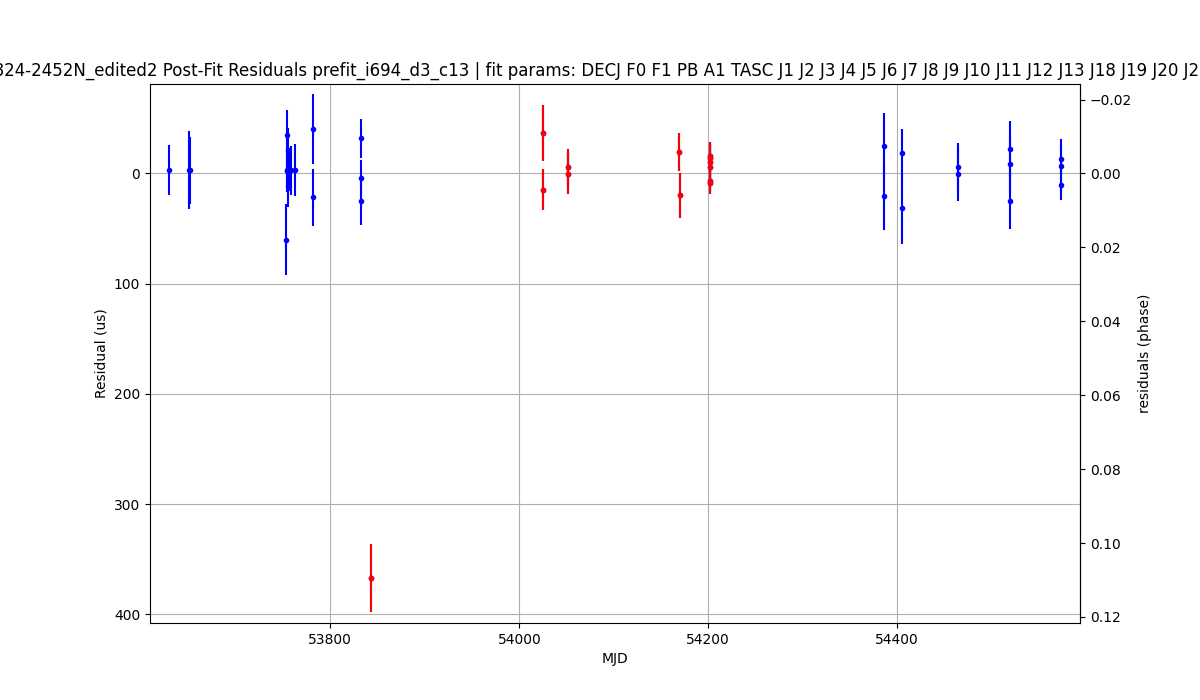 324-2452N_edited2 Post-Fit Residuals prefit_i694_d3_c13 | fit params: DECJ F0 F1 PB A1 TASC J1 J2 J3 J4 J5 J6 J7 J8 J9 J10 J11 J12 J13 J18 J19 J20 J2
−0.02
0 0.00
0.02
100
0.04
200 0.06
0.08
300
0.10
400 0.12
Residual (us)
residuals (phase)
53800 54000 54200 54400
MJD